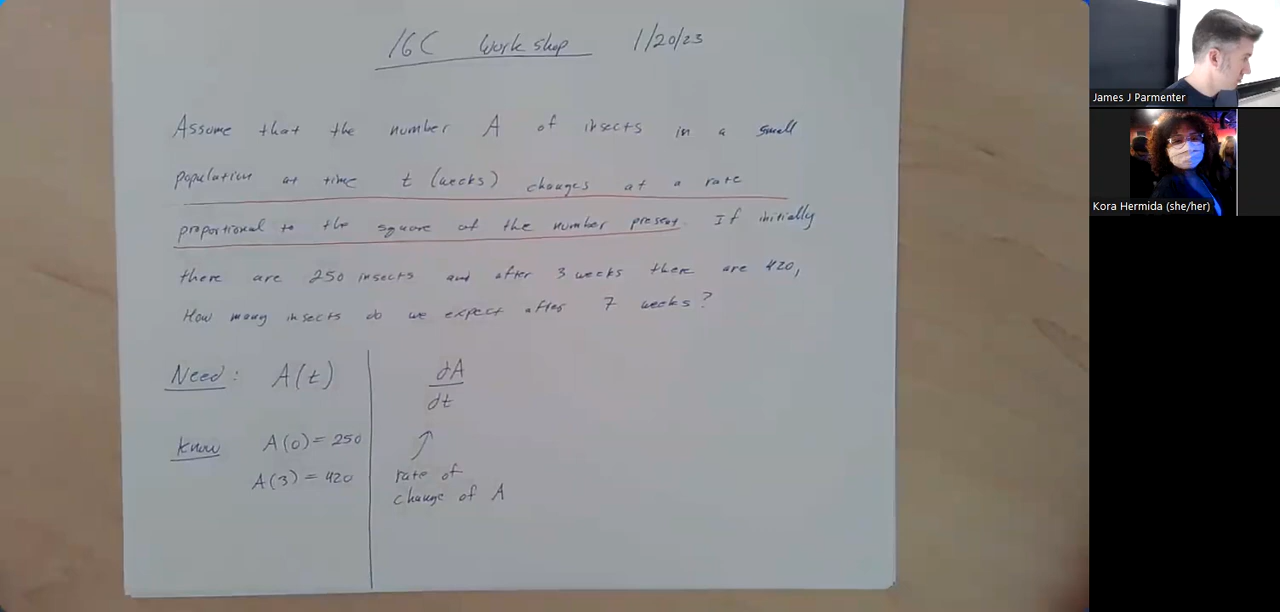 16C Workshop 1/20/23
Assume that the number A of insects in a small
population at time t (weeks) changes at a rate
proportional to the square of the number present. If initially
there are 250 insects and after 3 weeks there are 420,
How many insects do we expect after 7 weeks?
Need: A(t)
Know A(0) = 250
A(3) = 420
dA
dt
↑
rate of
change of A
James J Parmenter
Kora Hermida (she/her)